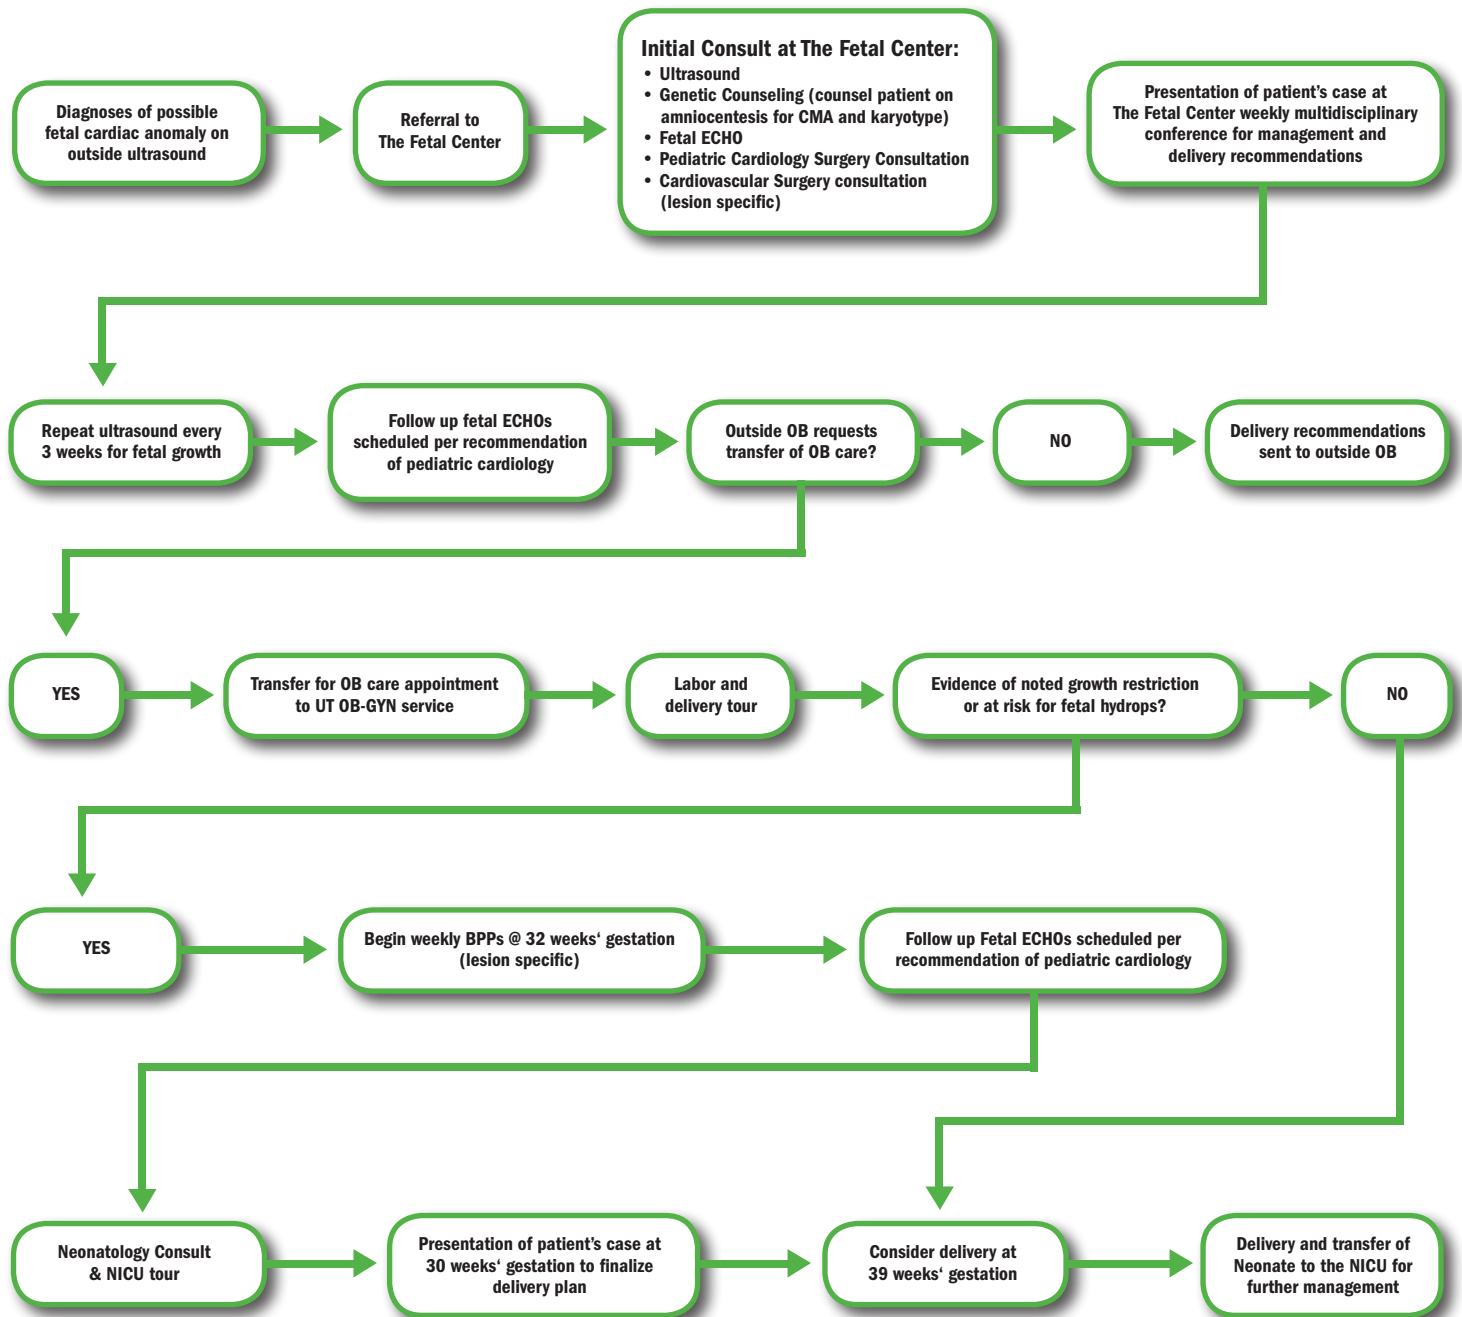 Diagnoses of possible
fetal cardiac anomaly on
outside ultrasound
Referral to
The Fetal Center
Initial Consult at The Fetal Center:
• Ultrasound
• Genetic Counseling (counsel patient on
amniocentesis for CMA and karyotype)
• Fetal ECHO
• Pediatric Cardiology Surgery Consultation
• Cardiovascular Surgery consultation
(lesion specific)
Presentation of patient’s case at
The Fetal Center weekly multidisciplinary
conference for management and
delivery recommendations
Repeat ultrasound every
3 weeks for fetal growth
Follow up fetal ECHOs
scheduled per recommendation
of pediatric cardiology
Outside OB requests
transfer of OB care?
NO
Delivery recommendations
sent to outside OB
YES
Transfer for OB care appointment
to UT OB-GYN service
Labor and
delivery tour
Evidence of noted growth restriction
or at risk for fetal hydrops?
NO
YES
Begin weekly BPPs @ 32 weeks‘ gestation
(lesion specific)
Follow up Fetal ECHOs scheduled per
recommendation of pediatric cardiology
Neonatology Consult
& NICU tour
Presentation of patient’s case at
30 weeks‘ gestation to finalize
delivery plan
Consider delivery at
39 weeks‘ gestation
Delivery and transfer of
Neonate to the NICU for
further management